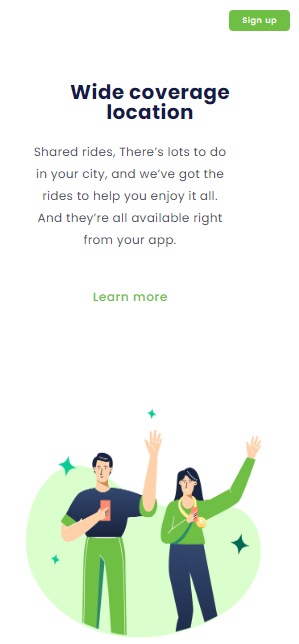 Sign up
Wide coverage
location
Shared rides, There’s lots to do
in your city, and we’ve got the
rides to help you enjoy it all.
And they’re all available right
from your app.
Learn more